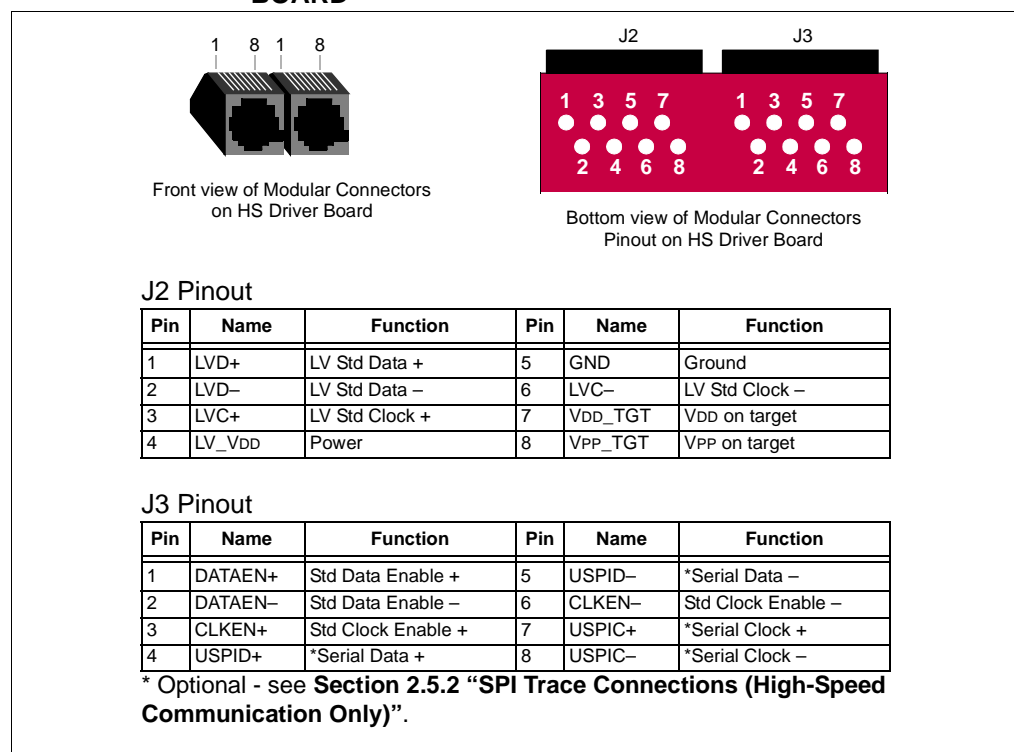 BOARD
1 8 1 8
J2 J3
1 3 5 7 1 3 5 7
2 4 6 8 2 4 6 8
Front view of Modular Connectors
on HS Driver Board
Bottom view of Modular Connectors
Pinout on HS Driver Board
J2 Pinout
Pin Name Function Pin Name Function
1 LVD+ LV Std Data + 5 GND Ground
2 LVD– LV Std Data – 6 LVC– LV Std Clock –
3 LVC+ LV Std Clock + 7 VDD_TGT VDD on target
4 LV_VDD Power 8 VPP_TGT VPP on target
J3 Pinout
Pin Name Function Pin Name Function
1 DATAEN+ Std Data Enable + 5 USPID– *Serial Data –
2 DATAEN– Std Data Enable – 6 CLKEN– Std Clock Enable –
3 CLKEN+ Std Clock Enable + 7 USPIC+ *Serial Clock +
4 USPID+ *Serial Data + 8 USPIC– *Serial Clock –
* Optional - see Section 2.5.2 “SPI Trace Connections (High-Speed
Communication Only)”.